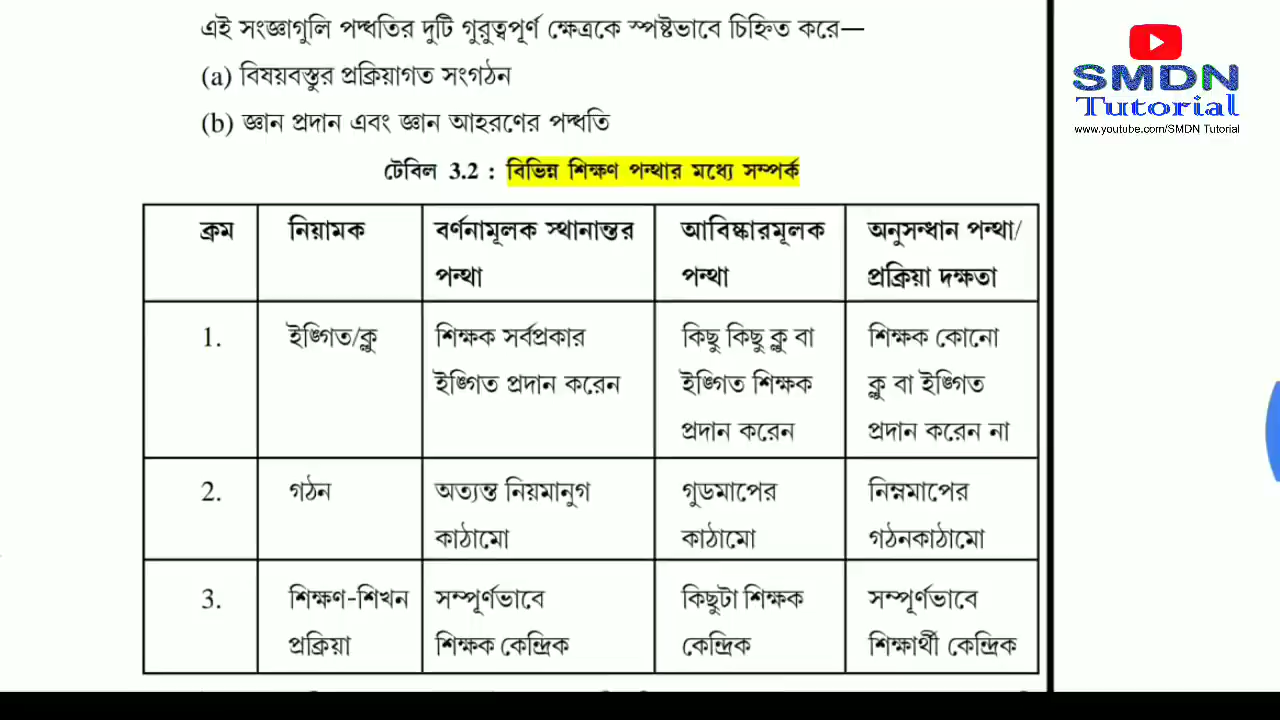 এই সংজ্ঞাগুলি পদ্ধতির দুটি গুরুত্বপূর্ণ ক্ষেত্রকে স্পষ্টভাবে চিহ্নিত করে—
(a) বিষয়বস্তুর প্রক্রিয়াগত সংগঠন
(b) জ্ঞান প্রদান এবং জ্ঞান আহরণের পদ্ধতি
টেবিল 3.2 : বিভিন্ন শিক্ষণ পন্থার মধ্যে সম্পর্ক
ক্রম নিয়ামক বর্ণনামূলক স্থানান্তর আবিষ্কারমূলক অনুসন্ধান পন্থা/
পন্থা পন্থা প্রক্রিয়া দক্ষতা
1. ইঙ্গিত/ক্লু শিক্ষক সর্বপ্রকার কিছু কিছু ক্লু বা শিক্ষক কোনো
ইঙ্গিত প্রদান করেন ইঙ্গিত শিক্ষক ক্লু বা ইঙ্গিত
প্রদান করেন প্রদান করেন না
2. গঠন অত্যন্ত নিয়মানুগ গুডমাপের নিম্নমাপের
কাঠামো কাঠামো গঠনকাঠামো
3. শিক্ষণ-শিখন সম্পূর্ণভাবে কিছুটা শিক্ষক সম্পূর্ণভাবে
প্রক্রিয়া শিক্ষক কেন্দ্রিক কেন্দ্রিক শিক্ষার্থী কেন্দ্রিক
SMDN
Tutorial
www.youtube.com/SMDN Tutorial